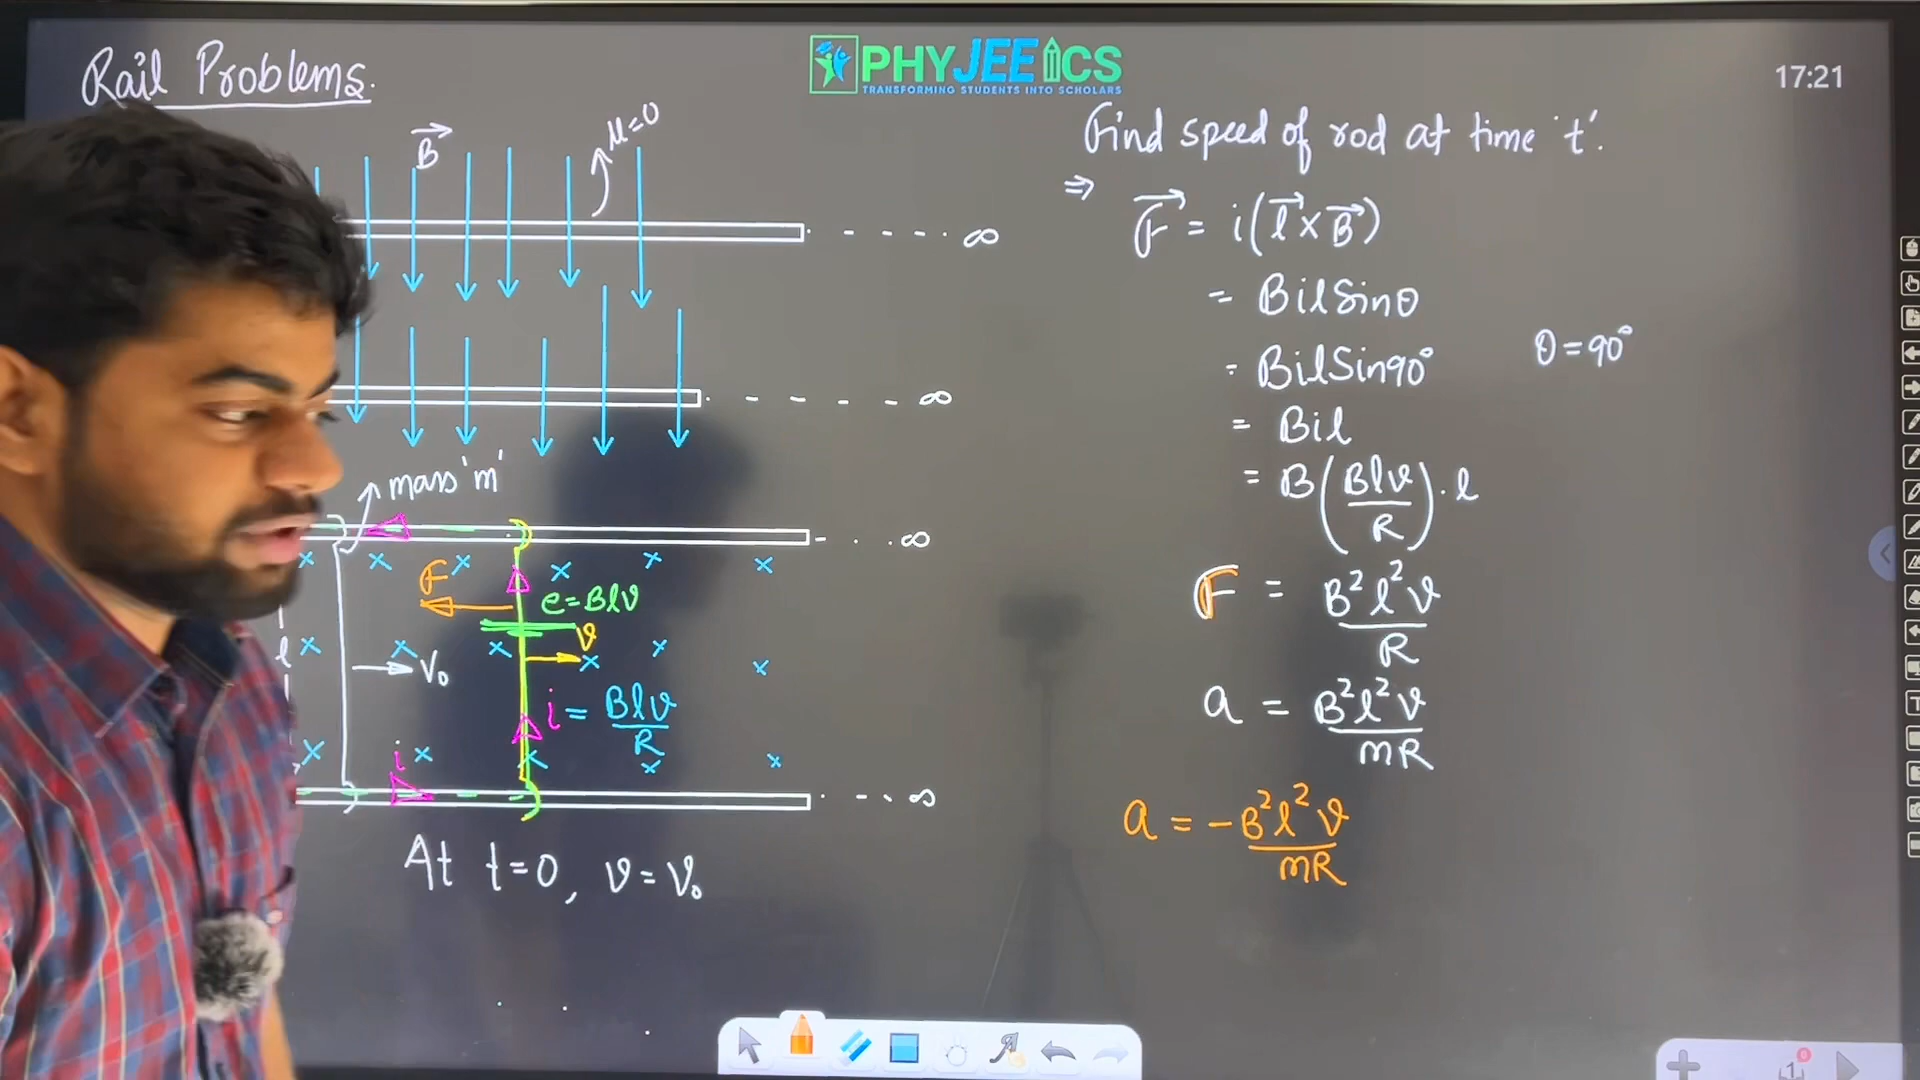 Rail Problems.
PHYJEEICS
TRANSFORMING STUDENTS INTO SCHOLARS
17:21
B
μ=0
∞
∞
mass 'm'
∞
F
e=Blv
v
l
V₀
i = Blv/R
i
∞
At t=0, v=V₀
Find speed of rod at time 't'.
⇒ F = i(l×B)
= BilSinθ
= BilSin90°
θ=90°
= Bil
= B(Blv/R).l
F = B²l²v/R
a = B²l²v/mR
a = -B²l²v/mR